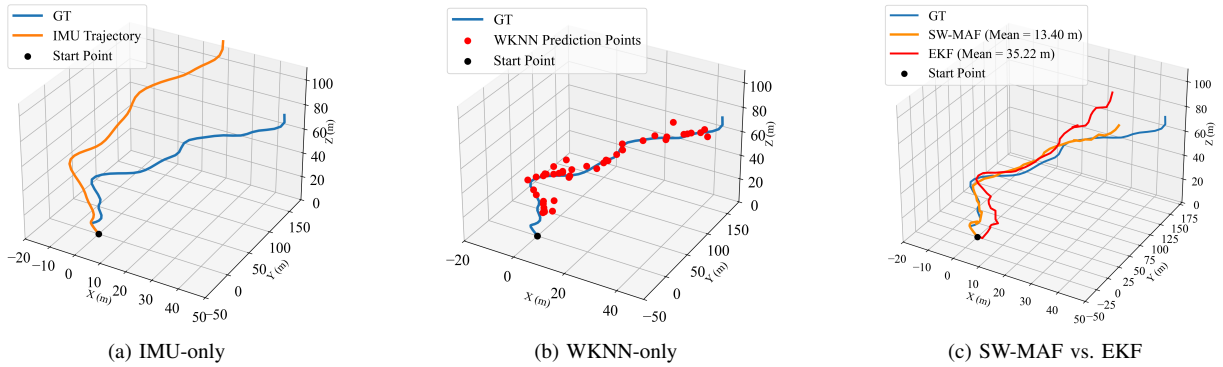 GT
IMU Trajectory
Start Point
100
80
60
40
20
0
Z (m)
−20
−10
0
10
20
30
40
50
X (m)
−50
0
50
100
150
Y (m)
(a) IMU-only
GT
WKNN Prediction Points
Start Point
100
80
60
40
20
0
Z (m)
−20
0
20
40
X (m)
−50
0
50
100
150
Y (m)
(b) WKNN-only
GT
SW-MAF (Mean = 13.40 m)
EKF (Mean = 35.22 m)
Start Point
100
80
60
40
20
0
Z (m)
−20
−10
0
10
20
30
40
50
X (m)
−50
−25
0
25
50
75
100
125
150
175
Y (m)
(c) SW-MAF vs. EKF